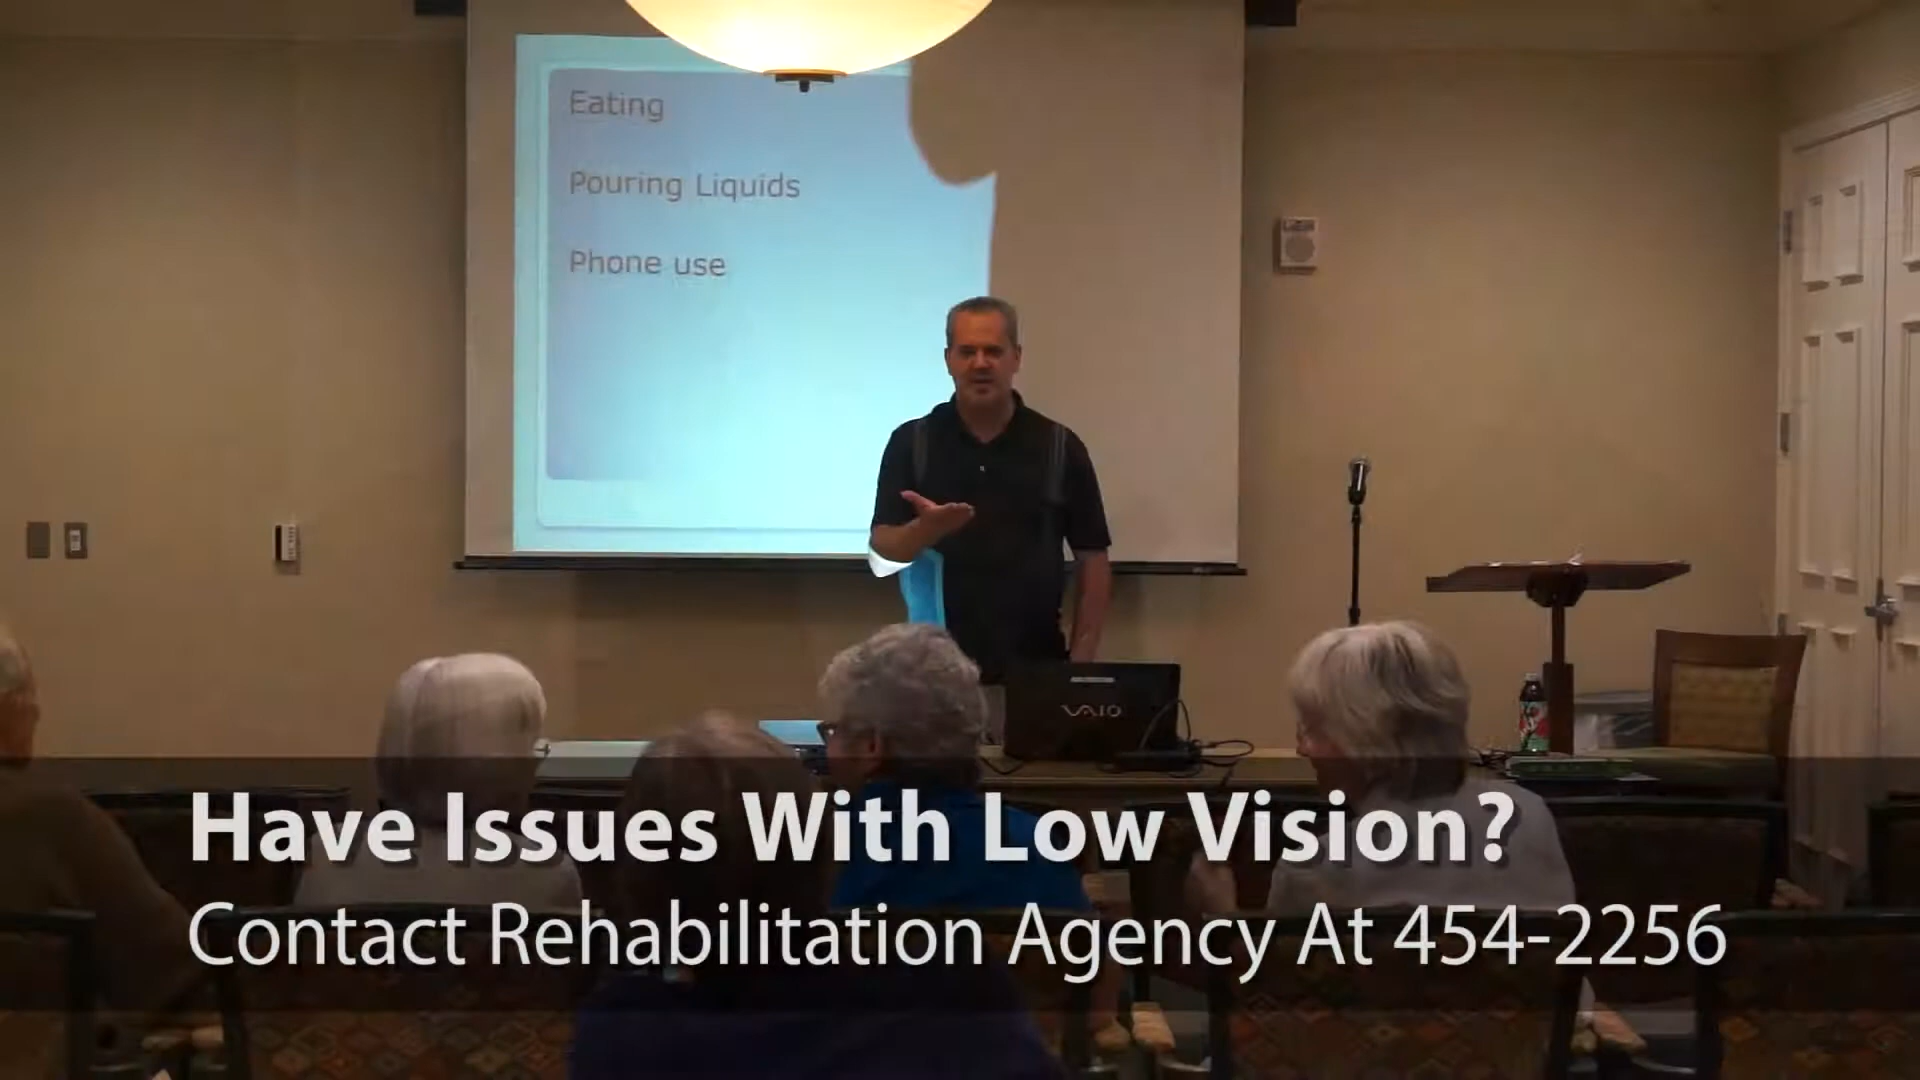 Eating
Pouring Liquids
Phone use
VAIO
Have Issues With Low Vision?
Contact Rehabilitation Agency At 454-2256